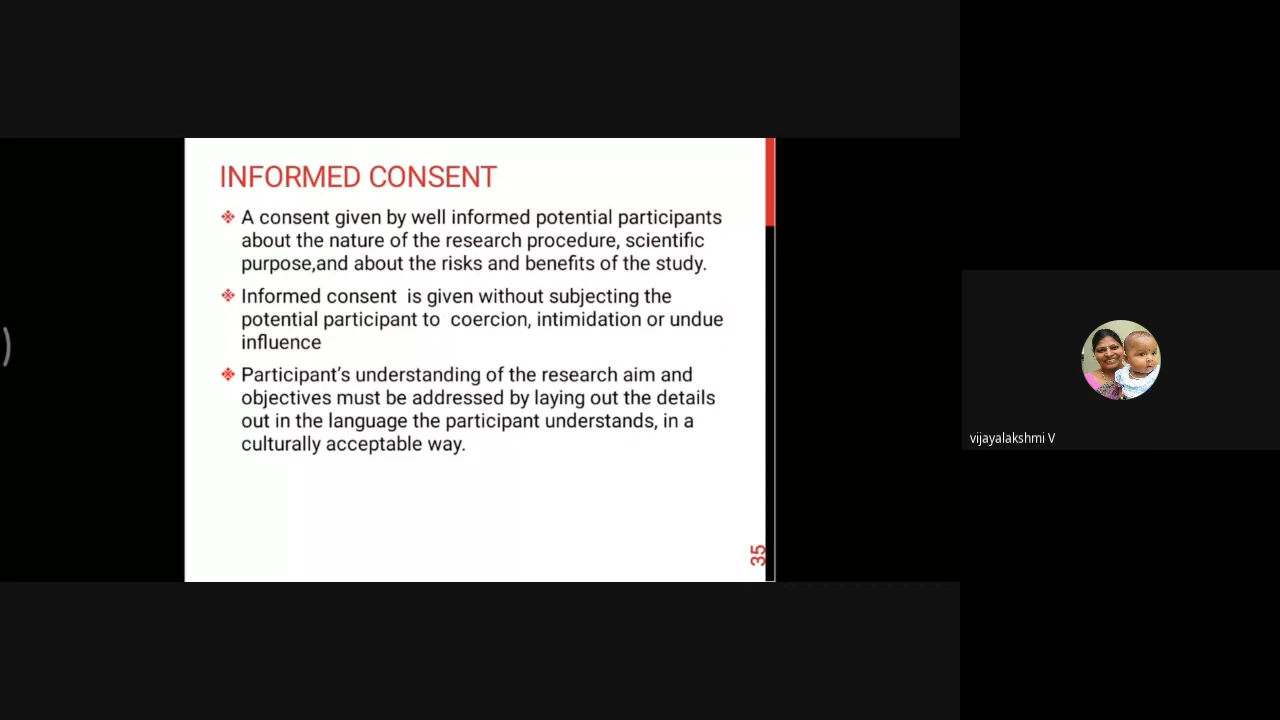 INFORMED CONSENT
❖ A consent given by well informed potential participants
about the nature of the research procedure, scientific
purpose,and about the risks and benefits of the study.
❖ Informed consent  is given without subjecting the
potential participant to  coercion, intimidation or undue
influence
❖ Participant’s understanding of the research aim and
objectives must be addressed by laying out the details
out in the language the participant understands, in a
culturally acceptable way.
35
vijayalakshmi V